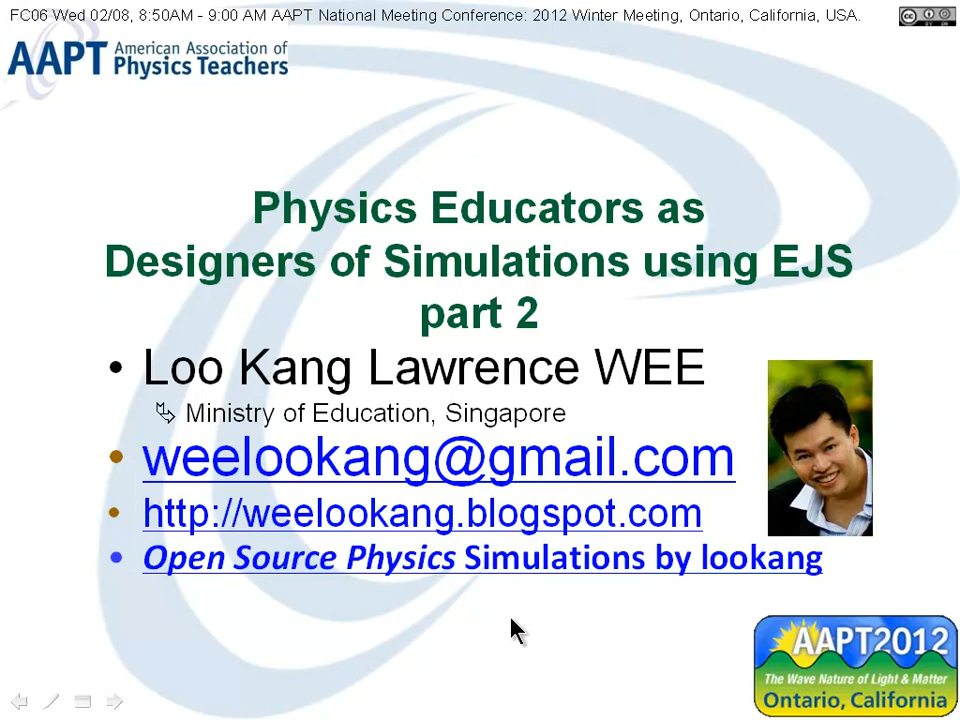 FC06 Wed 02/08, 8:50AM - 9:00 AM AAPT National Meeting Conference: 2012 Winter Meeting, Ontario, California, USA.
AAPT American Association of
Physics Teachers
Physics Educators as
Designers of Simulations using EJS
part 2
• Loo Kang Lawrence WEE
Ministry of Education, Singapore
• weelookang@gmail.com
• http://weelookang.blogspot.com
• Open Source Physics Simulations by lookang
AAPT2012
The Wave Nature of Light & Matter
Ontario, California